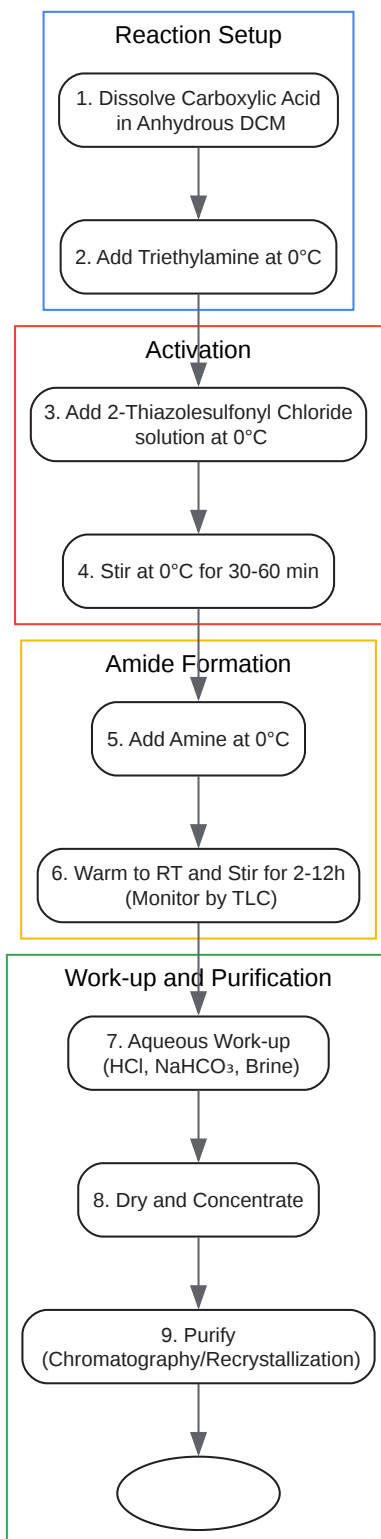 Reaction Setup
1. Dissolve Carboxylic Acid
in Anhydrous DCM
2. Add Triethylamine at 0°C
Activation
3. Add 2-Thiazolesulfonyl Chloride
solution at 0°C
4. Stir at 0°C for 30-60 min
Amide Formation
5. Add Amine at 0°C
6. Warm to RT and Stir for 2-12h
(Monitor by TLC)
Work-up and Purification
7. Aqueous Work-up
(HCl, NaHCO₃, Brine)
8. Dry and Concentrate
9. Purify
(Chromatography/Recrystallization)